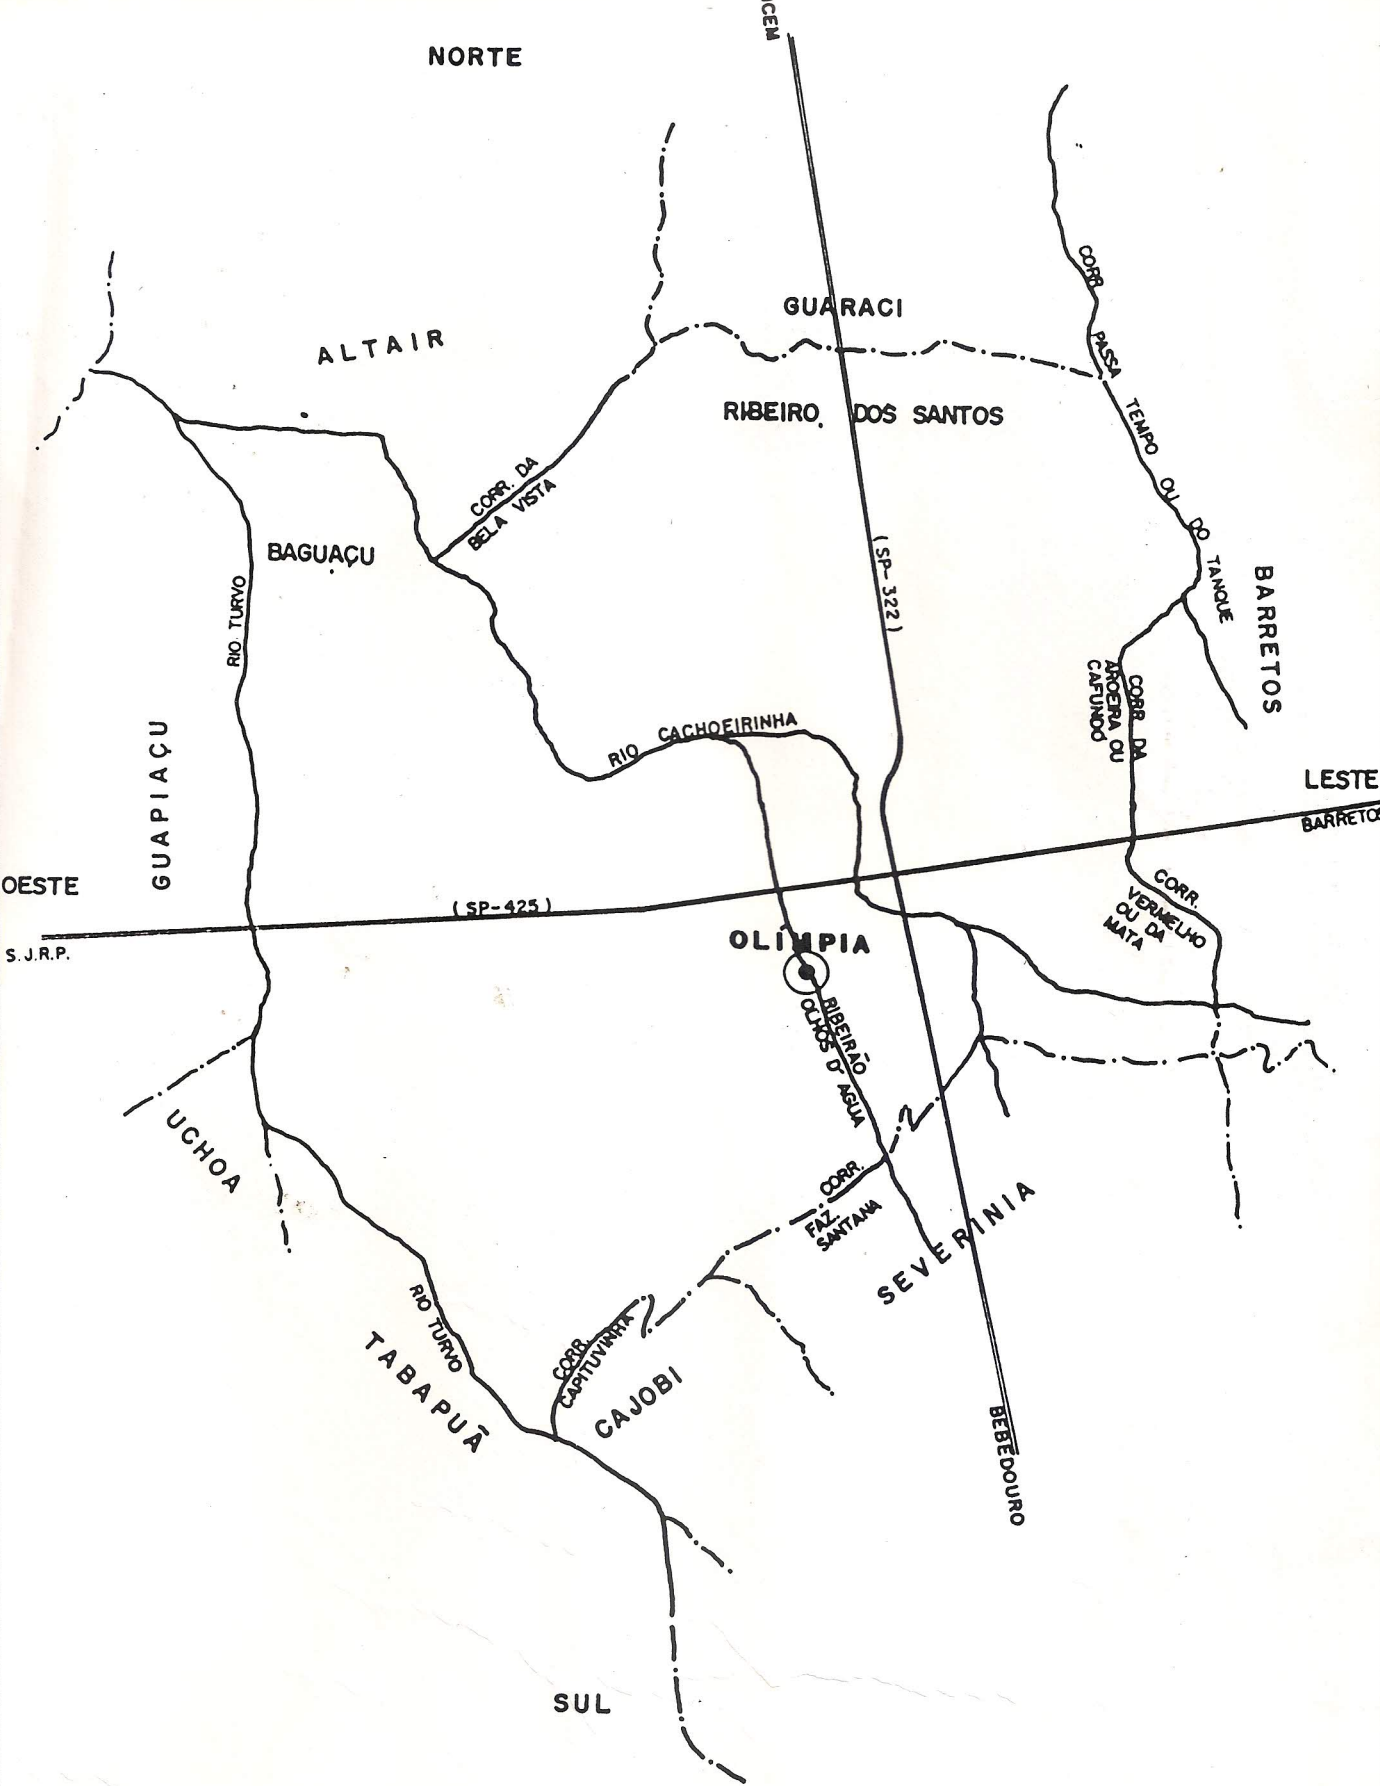 ICEM
NORTE
CORR. PASSA TEMPO OU DO TANQUE
GUARACI
ALTAIR
RIBEIRO DOS SANTOS
CORR. DA
BELA VISTA
(SP-322)
BAGUAÇU
BARRETOS
RIO TURVO
CORR. DA
AROEIRA OU
CAFUNDÓ
RIO CACHOEIRINHA
GUAPIAÇU
LESTE
BARRETOS
OESTE
(SP-425)
CORR.
VERMELHO
OU DA
MATA
S.J.R.P.
OLÍMPIA
RIBEIRÃO
OLHOS D'AGUA
UCHOA
CORR.
FAZ.
SANTANA
SEVERINIA
RIO TURVO
CORR.
CAPITUVINHA
TABAPUÃ
CAJOBI
BEBEDOURO
SUL